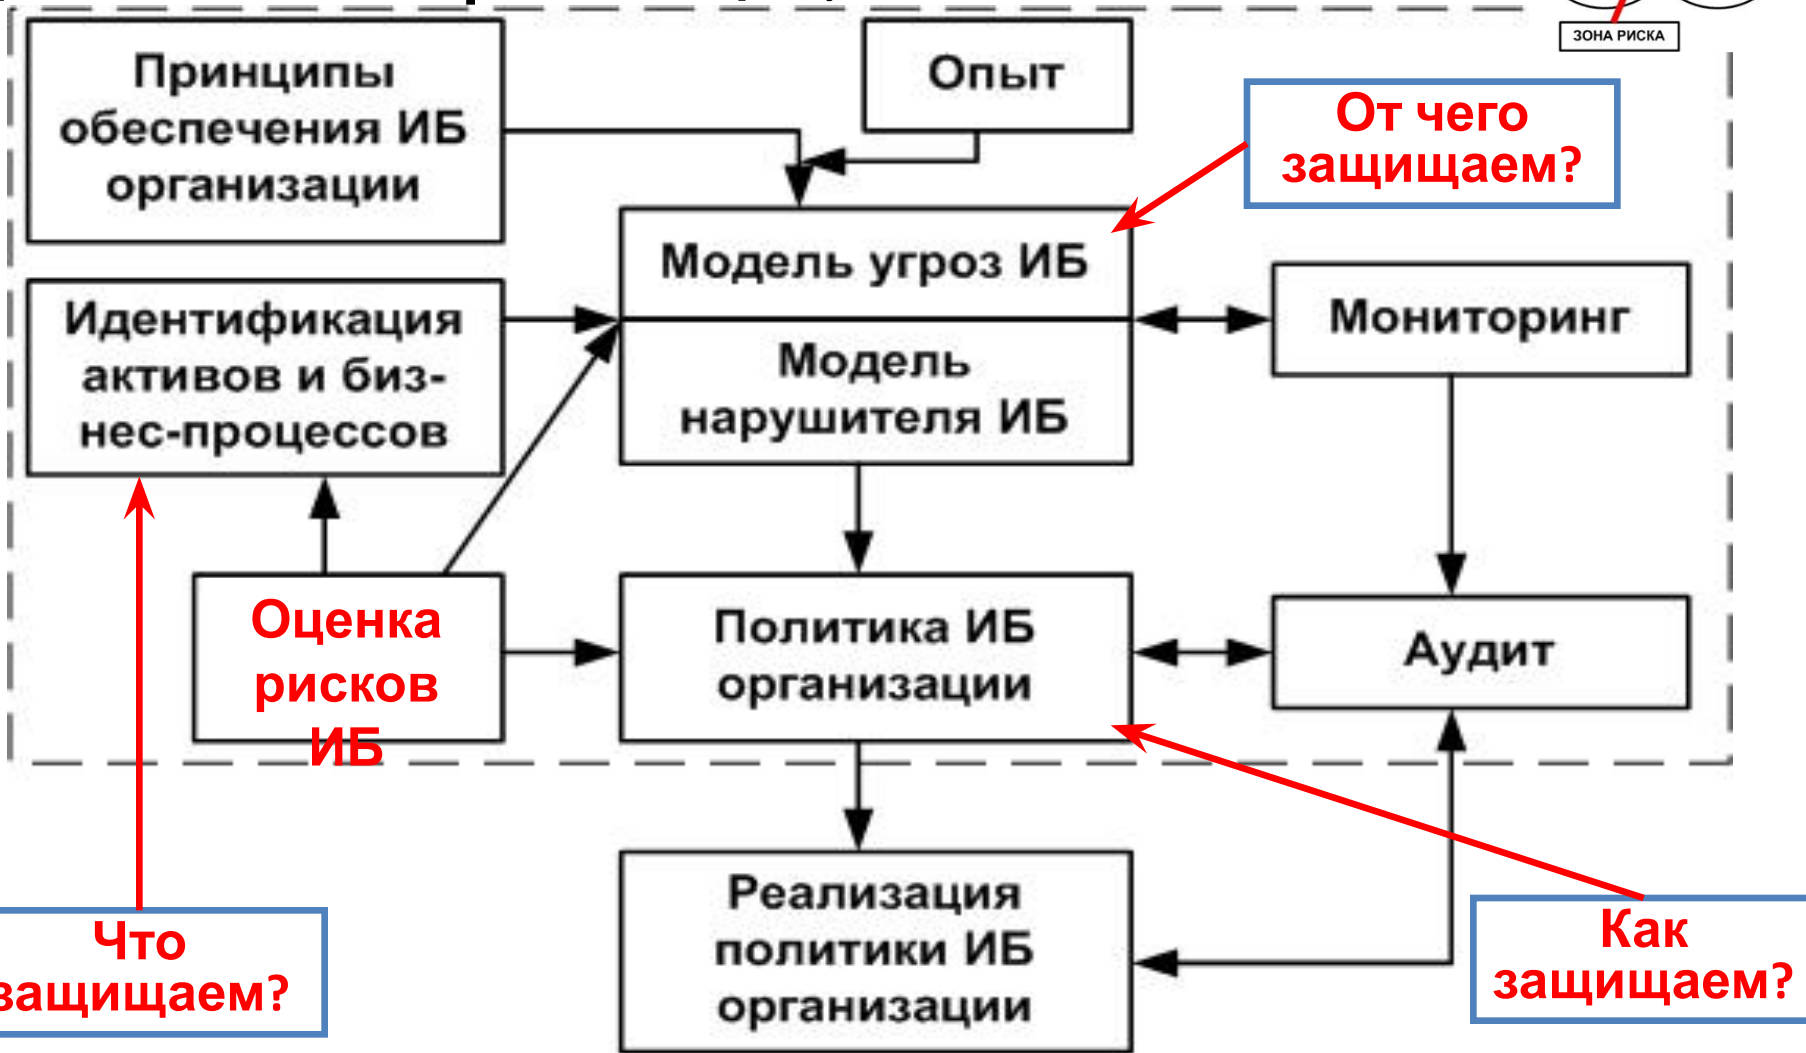 ЗОНА РИСКА
Принципы
обеспечения ИБ
организации
Опыт
От чего
защищаем?
Модель угроз ИБ
Идентификация
активов и биз-
нес-процессов
Модель
нарушителя ИБ
Мониторинг
Оценка
рисков
ИБ
Политика ИБ
организации
Аудит
Реализация
политики ИБ
организации
Что
защищаем?
Как
защищаем?